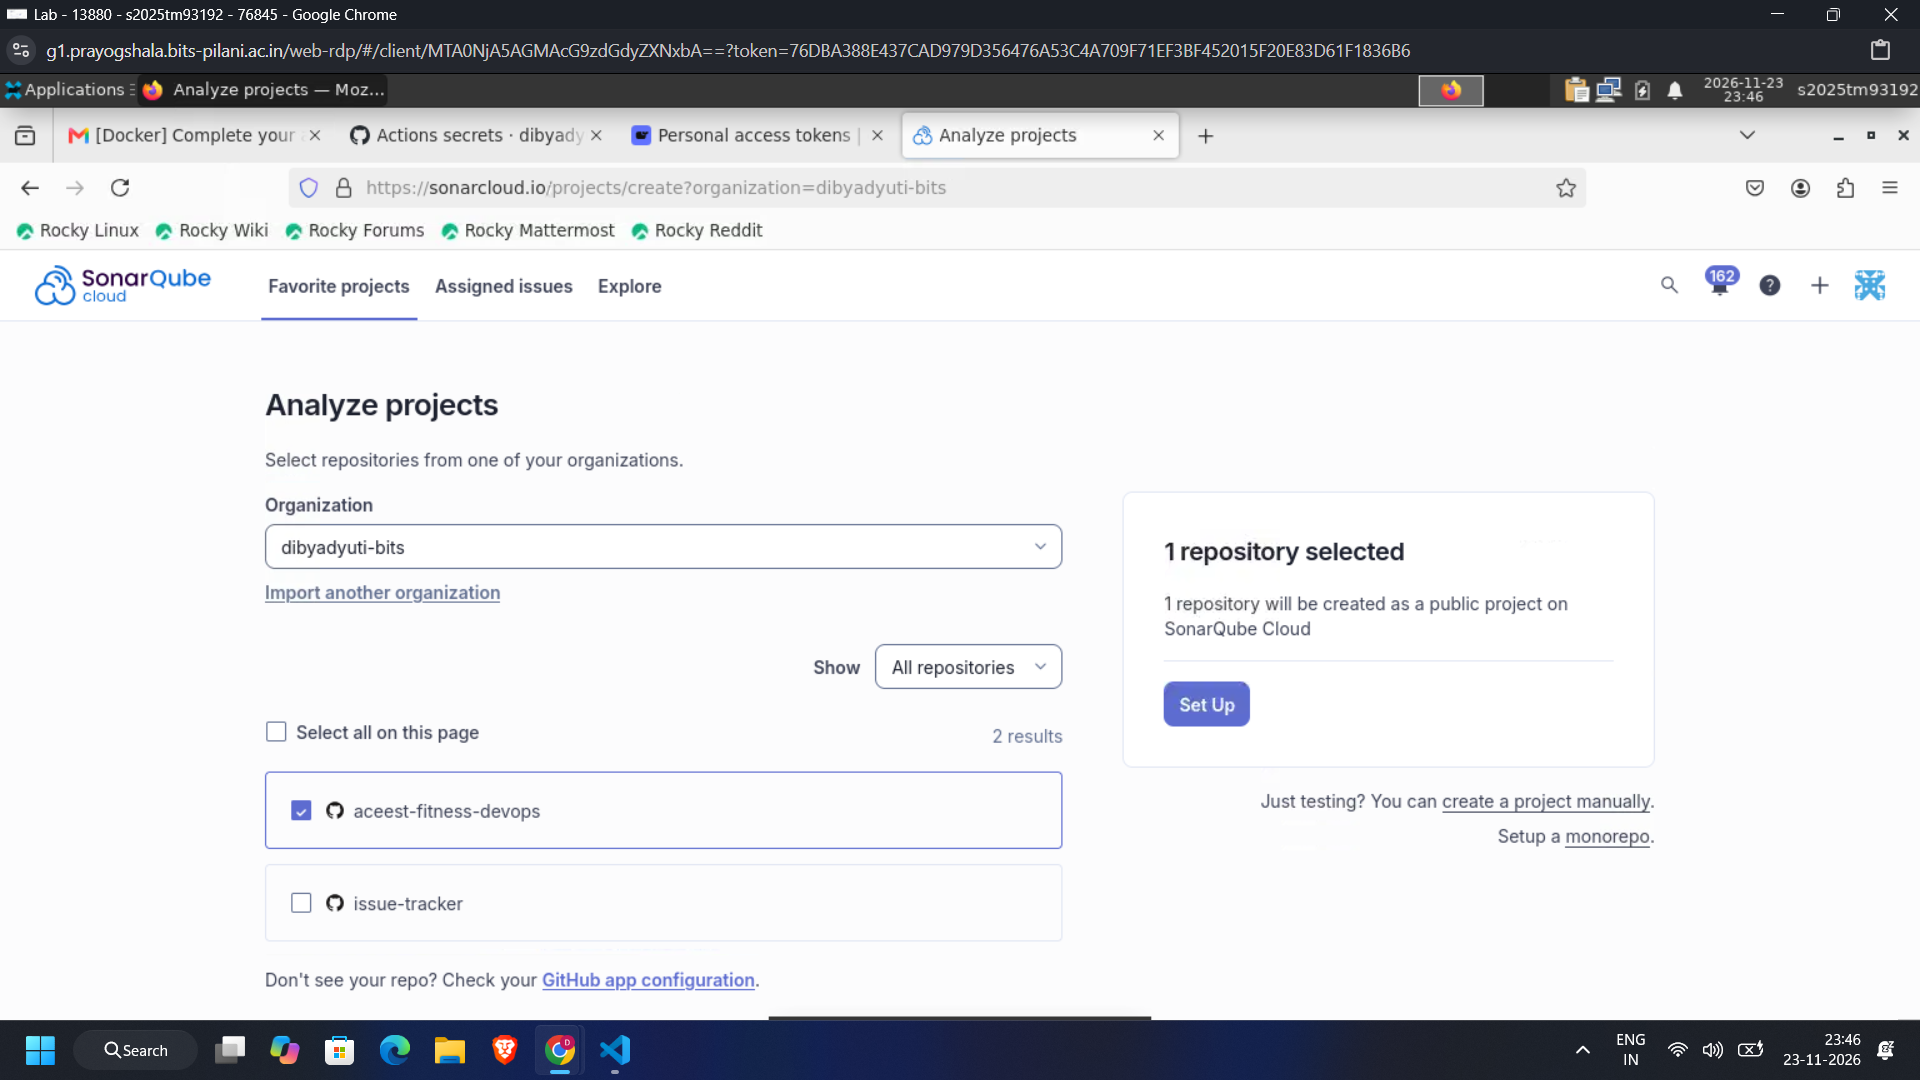 Lab - 13880 - s2025tm93192 - 76845 - Google Chrome
g1.prayogshala.bits-pilani.ac.in/web-rdp/#/client/MTA0NjA5AGMAcG9zdGdyZXNxbA==?token=76DBA388E437CAD979D356476A53C4A709F71EF3BF452015F20E83D61F1836B6
Applications
Analyze projects — Moz...
2026-11-23
23:46
s2025tm93192
[Docker] Complete your
Actions secrets · dibyady
Personal access tokens |
Analyze projects
https://sonarcloud.io/projects/create?organization=dibyadyuti-bits
Rocky Linux
Rocky Wiki
Rocky Forums
Rocky Mattermost
Rocky Reddit
SonarQube
cloud
Favorite projects
Assigned issues
Explore
162
?
Analyze projects
Select repositories from one of your organizations.
Organization
dibyadyuti-bits
Import another organization
Show
All repositories
Select all on this page
2 results
aceest-fitness-devops
issue-tracker
Don't see your repo? Check your GitHub app configuration.
1 repository selected
1 repository will be created as a public project on
SonarQube Cloud
Set Up
Just testing? You can create a project manually.
Setup a monorepo.
Search
D
ENG
IN
23:46
23-11-2026